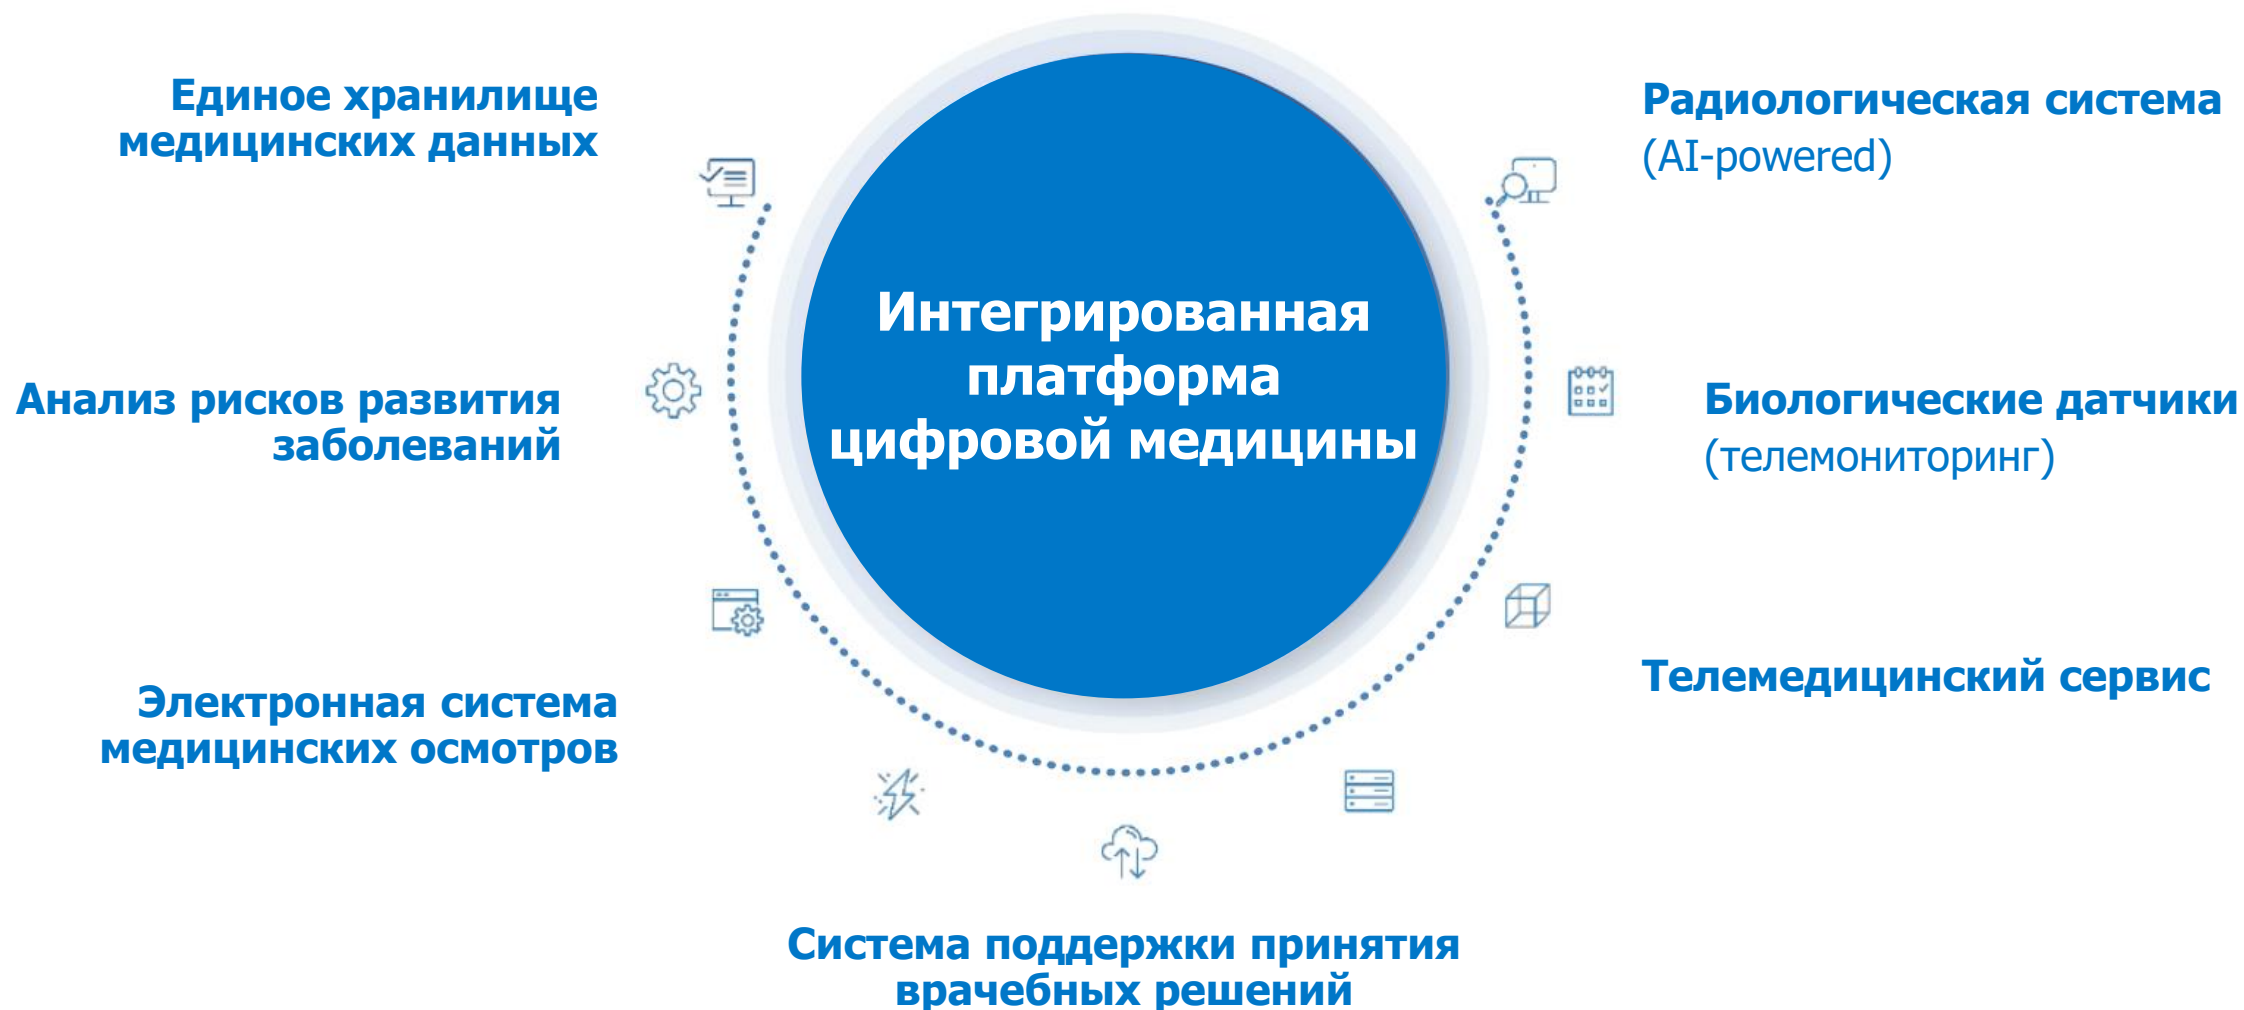 Единое хранилище
медицинских данных
Анализ рисков развития
заболеваний
Электронная система
медицинских осмотров
Интегрированная
платформа
цифровой медицины
Система поддержки принятия
врачебных решений
Радиологическая система
(AI-powered)
Биологические датчики
(телемониторинг)
Телемедицинский сервис